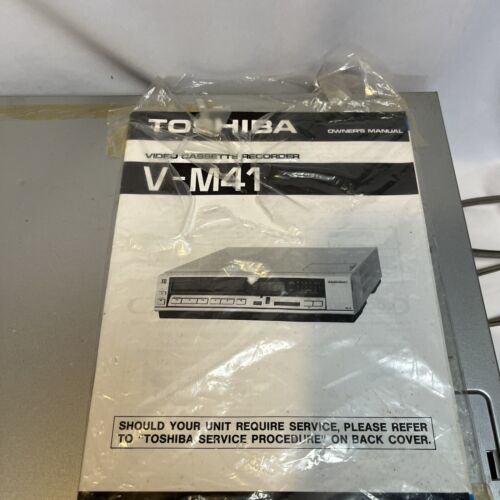 TOSHIBA
OWNER'S MANUAL
VIDEO CASSETTE RECORDER
V-M41
SHOULD YOUR UNIT REQUIRE SERVICE, PLEASE REFER
TO "TOSHIBA SERVICE PROCEDURE" ON BACK COVER.